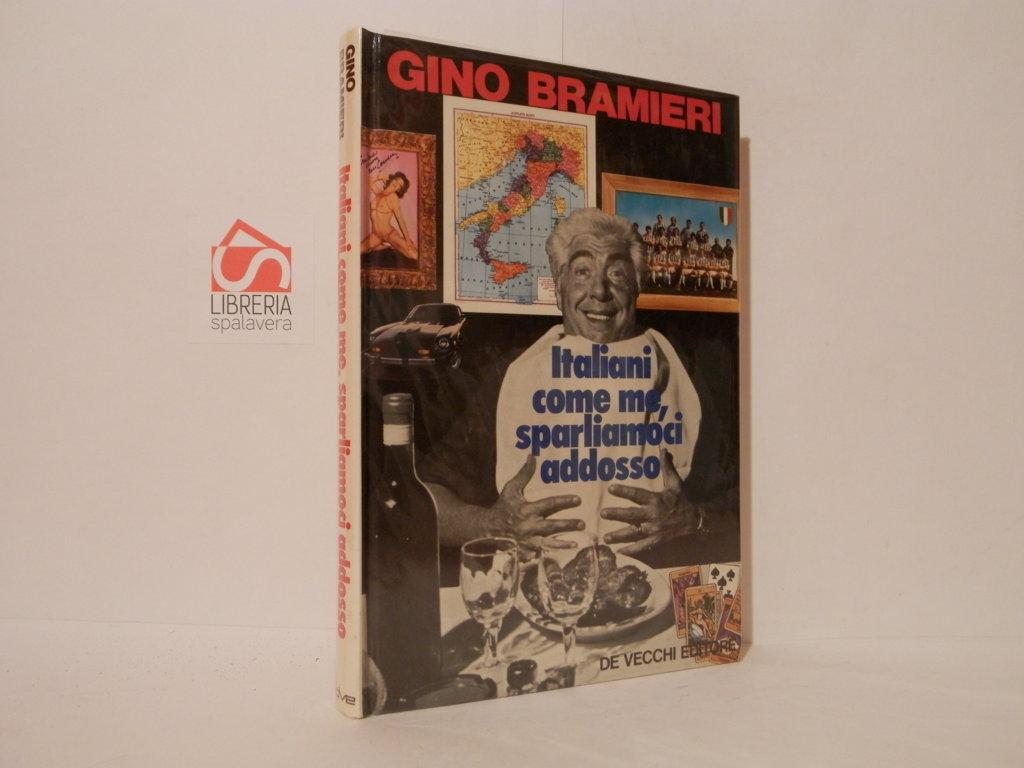 GINO BRAMIERI
Italiani
come me,
sparliamoci
addosso
DE VECCHI EDITORE
GINO BRAMIERI Italiani come me, sparliamoci addosso
dve
LIBRERIA
spalavera